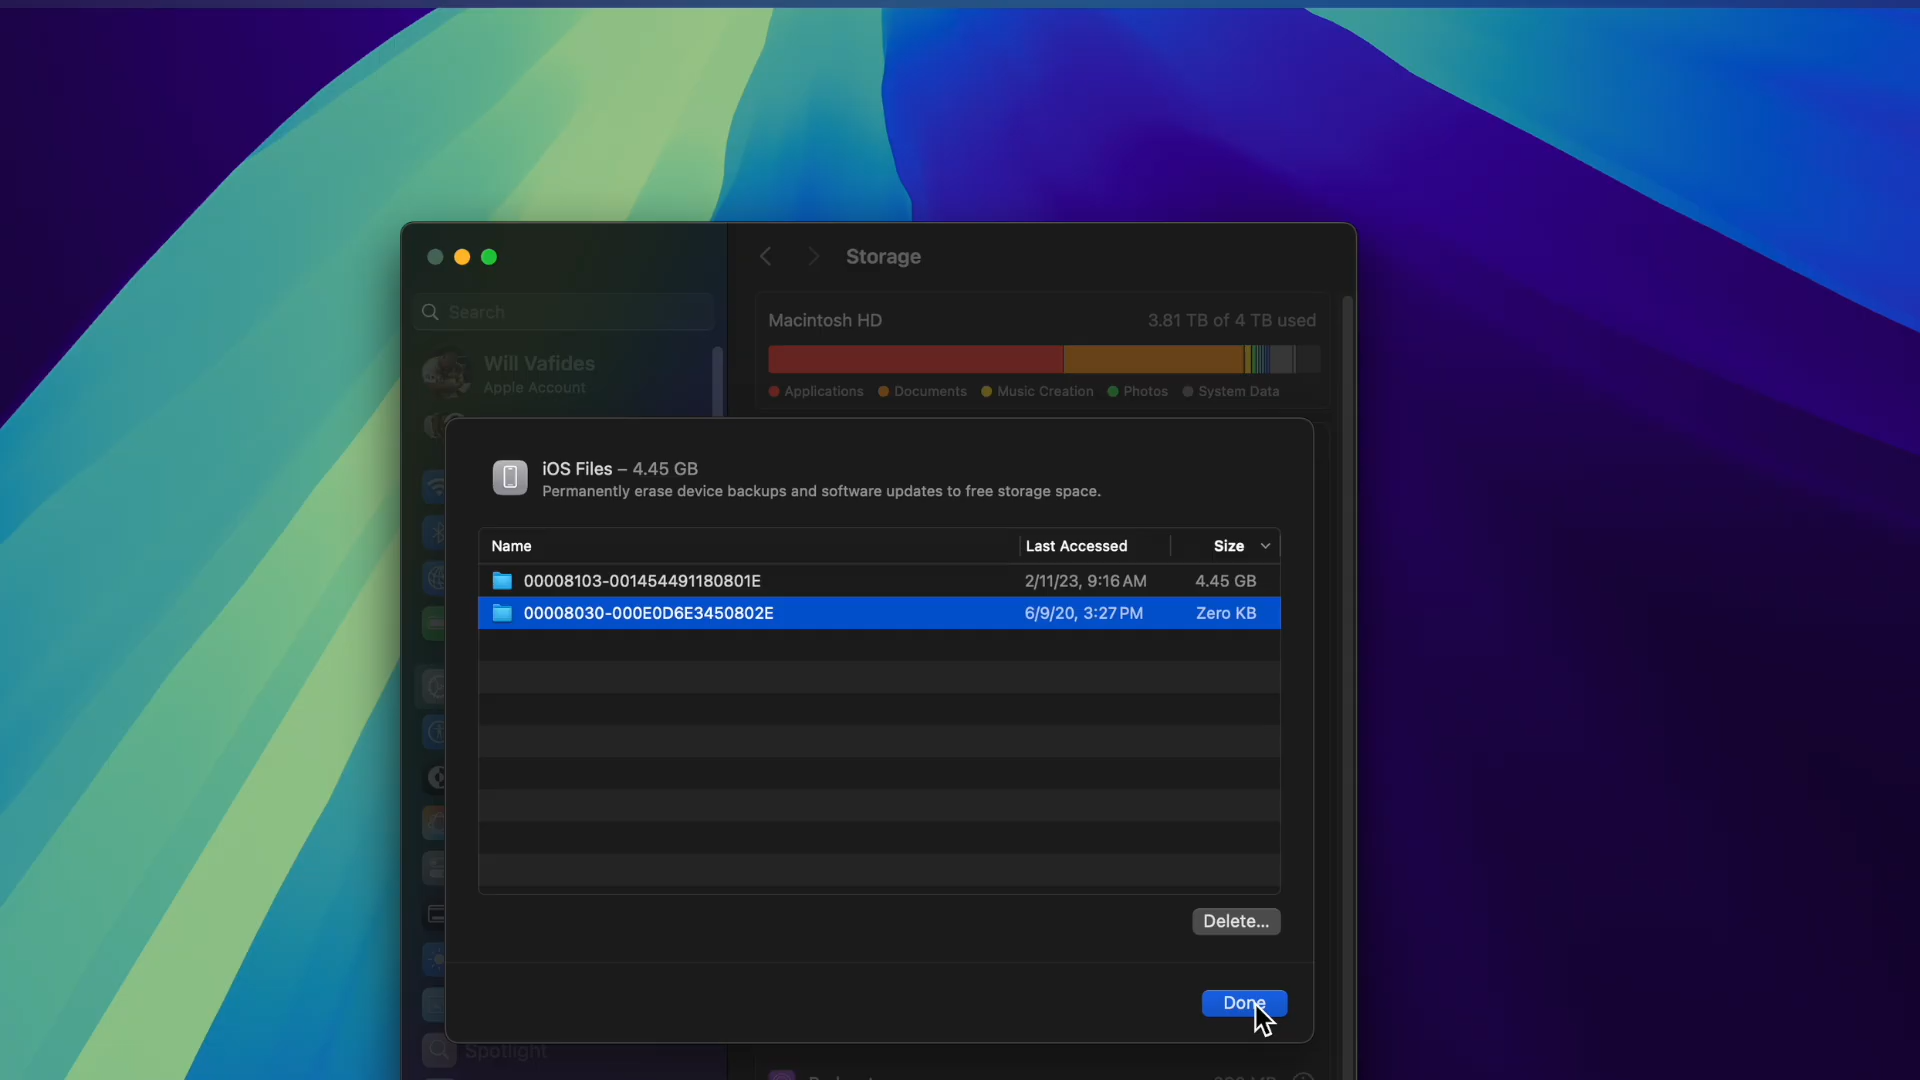 Storage
Search
Macintosh HD 3.81 TB of 4 TB used
Will Vafides
Apple Account
Applications Documents Music Creation Photos System Data
iOS Files – 4.45 GB
Permanently erase device backups and software updates to free storage space.
Name Last Accessed Size
00008103-001454491180801E 2/11/23, 9:16 AM 4.45 GB
00008030-000E0D6E3450802E 6/9/20, 3:27 PM Zero KB
Delete...
Done
Spotlight